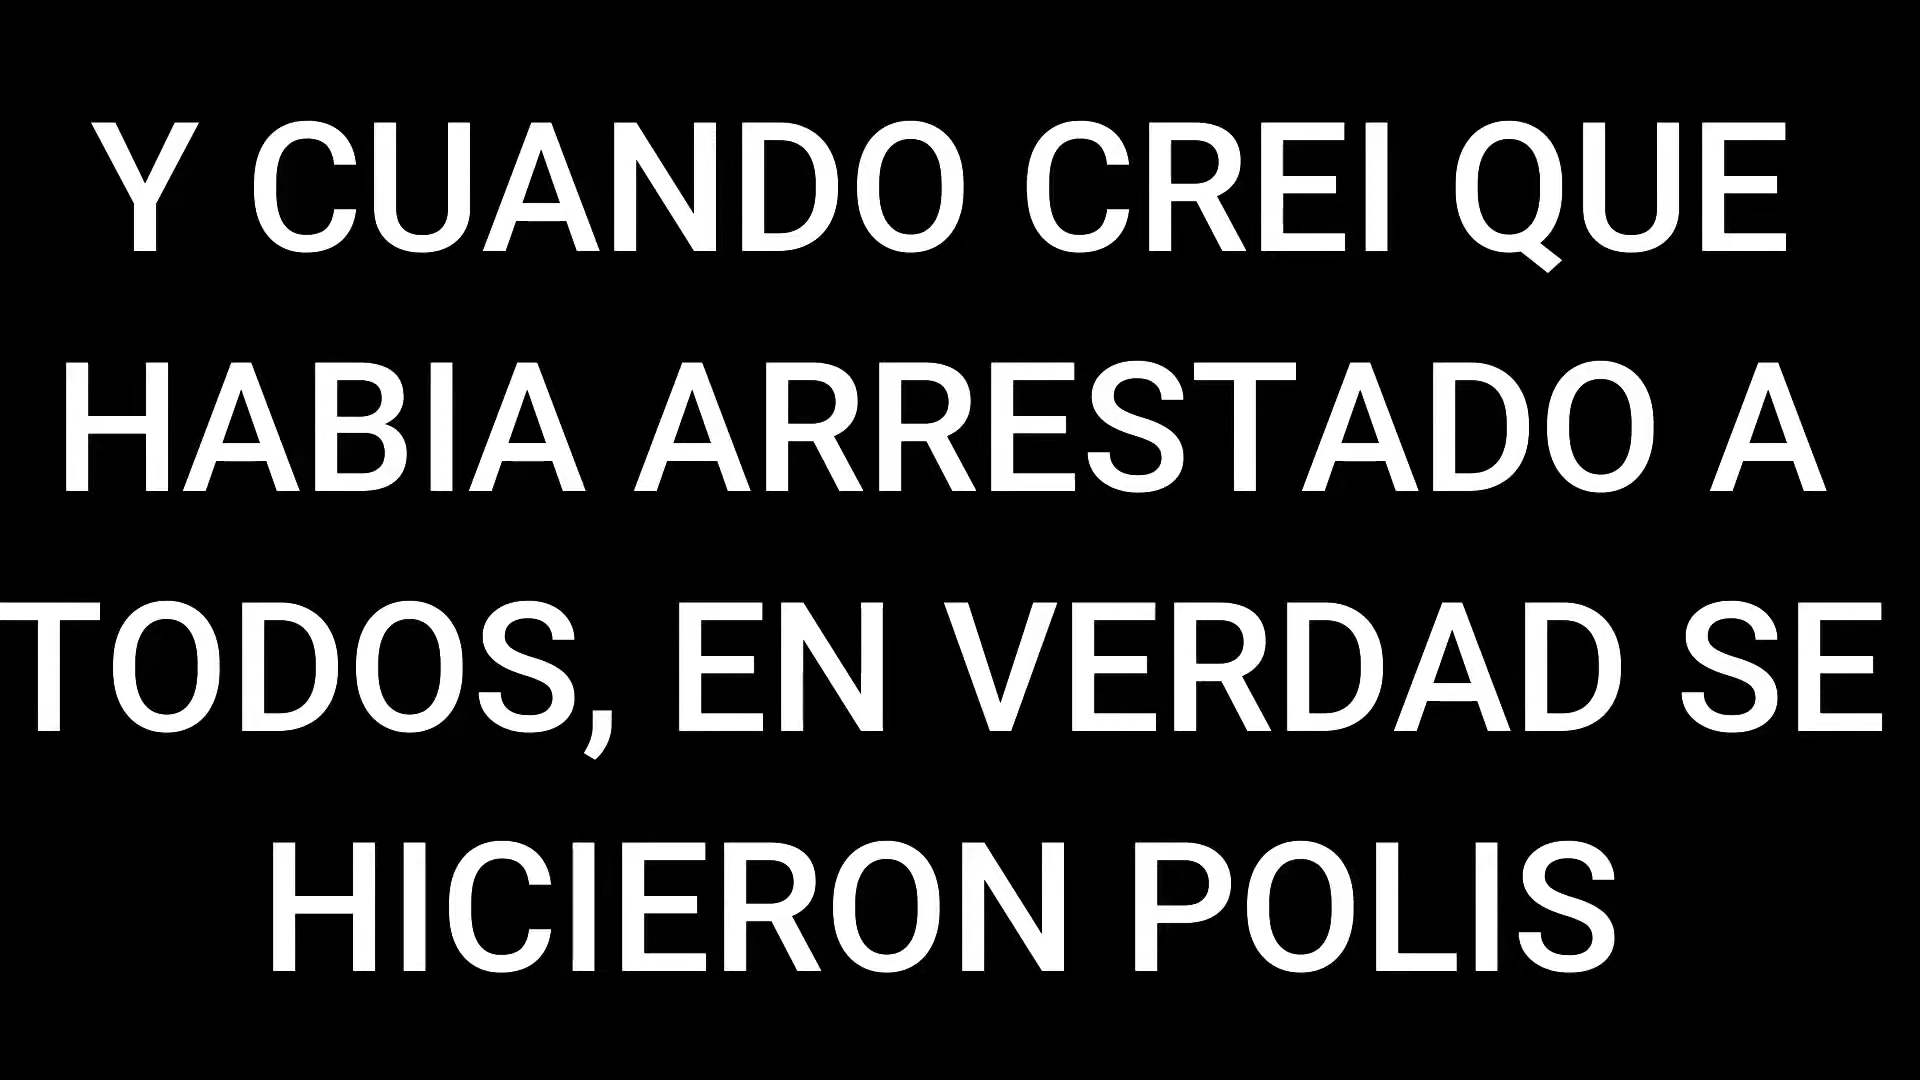 Y CUANDO CREI QUE
HABIA ARRESTADO A
TODOS, EN VERDAD SE
HICIERON POLIS